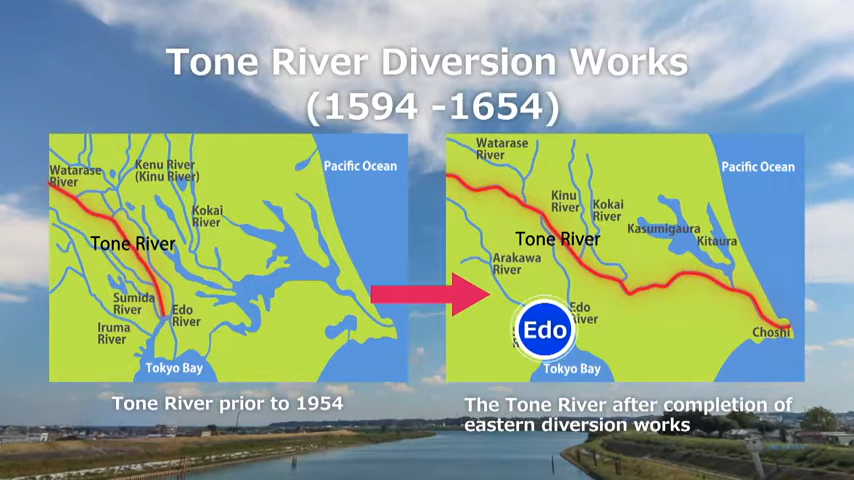 Tone River Diversion Works
(1594 -1654)
Watarase
River
Kenu River
(Kinu River)
Pacific Ocean
Kokai
River
Tone River
Sumida
River
Edo
River
Iruma
River
Tokyo Bay
Tone River prior to 1954
Watarase
River
Pacific Ocean
Kinu
River
Kokai
River
Kasumigaura
Kitaura
Tone River
Arakawa
River
Edo
River
Edo
Choshi
Tokyo Bay
The Tone River after completion of
eastern diversion works